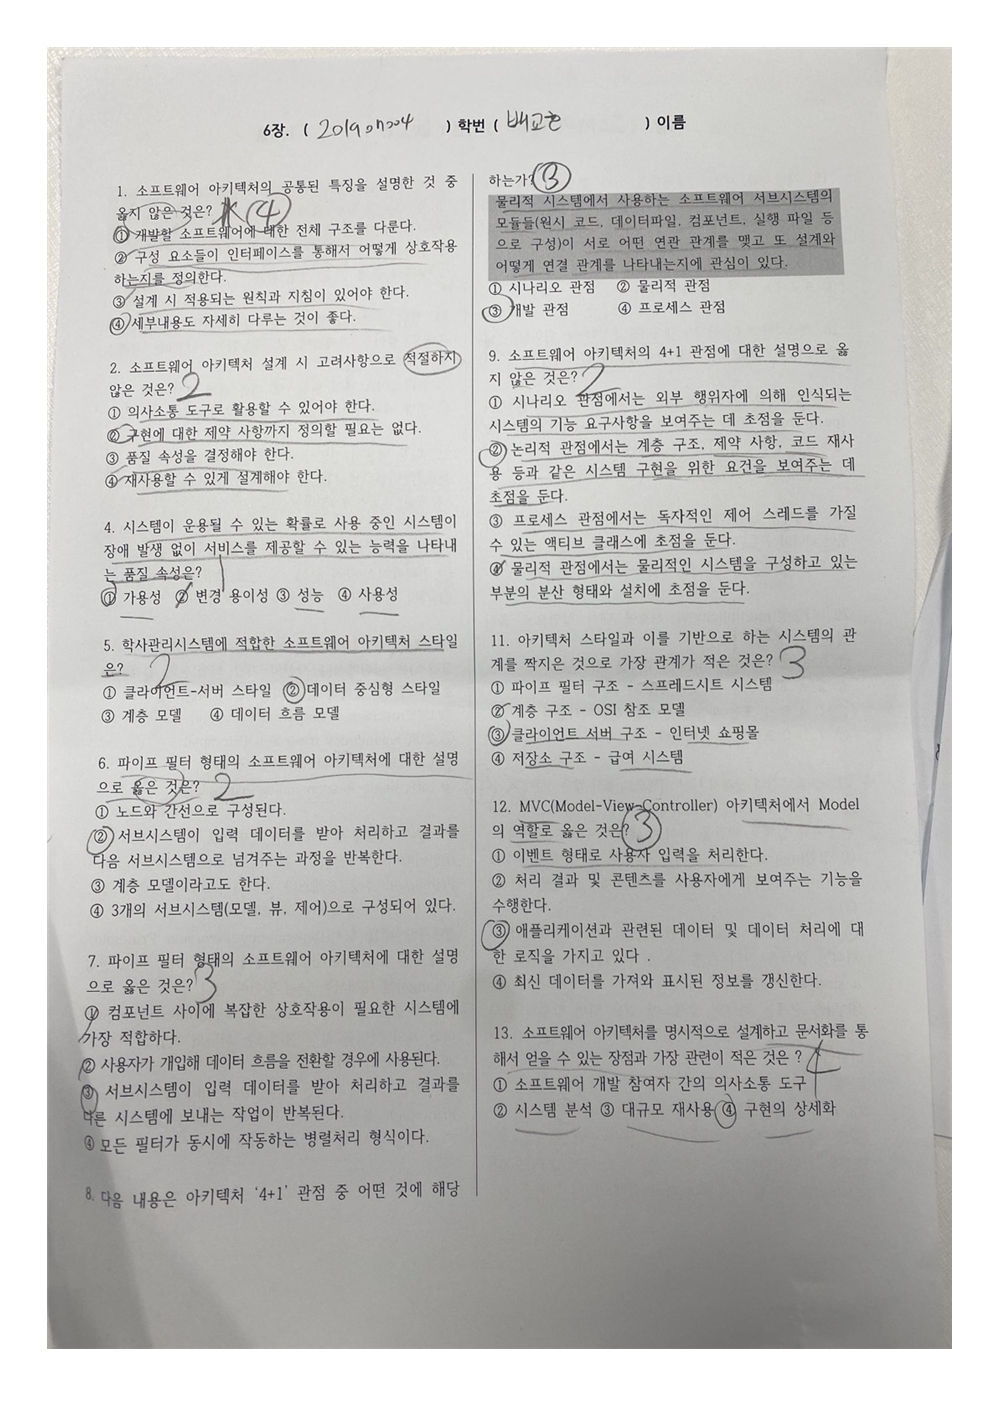 6장. ( ) 학번 ( ) 이름
1. 소프트웨어 아키텍처의 공통된 특징을 설명한 것 중
옳지 않은 것은? ④
① 개발할 소프트웨어에 대한 전체 구조를 다룬다.
② 구성 요소들이 인터페이스를 통해서 어떻게 상호작용
하는지를 정의한다.
③ 설계 시 적용되는 원칙과 지침이 있어야 한다.
④ 세부내용도 자세히 다루는 것이 좋다.
2. 소프트웨어 아키텍처 설계 시 고려사항으로 적절하지
않은 것은? 2
① 의사소통 도구로 활용할 수 있어야 한다.
② 구현에 대한 제약 사항까지 정의할 필요는 없다.
③ 품질 속성을 결정해야 한다.
④ 재사용할 수 있게 설계해야 한다.
4. 시스템이 운용될 수 있는 확률로 사용 중인 시스템이
장애 발생 없이 서비스를 제공할 수 있는 능력을 나타내
는 품질 속성은? 1
① 가용성 ② 변경 용이성 ③ 성능 ④ 사용성
5. 학사관리시스템에 적합한 소프트웨어 아키텍처 스타일
은? 2
① 클라이언트-서버 스타일 ② 데이터 중심형 스타일
③ 계층 모델 ④ 데이터 흐름 모델
6. 파이프 필터 형태의 소프트웨어 아키텍처에 대한 설명
으로 옳은 것은? 2
① 노드와 간선으로 구성된다.
② 서브시스템이 입력 데이터를 받아 처리하고 결과를
다음 서브시스템으로 넘겨주는 과정을 반복한다.
③ 계층 모델이라고도 한다.
④ 3개의 서브시스템(모델, 뷰, 제어)으로 구성되어 있다.
7. 파이프 필터 형태의 소프트웨어 아키텍처에 대한 설명
으로 옳은 것은? 3
① 컴포넌트 사이에 복잡한 상호작용이 필요한 시스템에
가장 적합하다.
② 사용자가 개입해 데이터 흐름을 전환할 경우에 사용된다.
③ 서브시스템이 입력 데이터를 받아 처리하고 결과를
다른 시스템에 보내는 작업이 반복된다.
④ 모든 필터가 동시에 작동하는 병렬처리 형식이다.
8. 다음 내용은 아키텍처 '4+1' 관점 중 어떤 것에 해당
하는가? ③
물리적 시스템에서 사용하는 소프트웨어 서브시스템의
모듈들(원시 코드, 데이터파일, 컴포넌트, 실행 파일 등
으로 구성)이 서로 어떤 연관 관계를 맺고 또 설계와
어떻게 연결 관계를 나타내는지에 관심이 있다.
① 시나리오 관점 ② 물리적 관점
③ 개발 관점 ④ 프로세스 관점
9. 소프트웨어 아키텍처의 4+1 관점에 대한 설명으로 옳
지 않은 것은? 2
① 시나리오 관점에서는 외부 행위자에 의해 인식되는
시스템의 기능 요구사항을 보여주는 데 초점을 둔다.
② 논리적 관점에서는 계층 구조, 제약 사항, 코드 재사
용 등과 같은 시스템 구현을 위한 요건을 보여주는 데
초점을 둔다.
③ 프로세스 관점에서는 독자적인 제어 스레드를 가질
수 있는 액티브 클래스에 초점을 둔다.
④ 물리적 관점에서는 물리적인 시스템을 구성하고 있는
부분의 분산 형태와 설치에 초점을 둔다.
11. 아키텍처 스타일과 이를 기반으로 하는 시스템의 관
계를 짝지은 것으로 가장 관계가 적은 것은? 3
① 파이프 필터 구조 - 스프레드시트 시스템
② 계층 구조 - OSI 참조 모델
③ 클라이언트 서버 구조 - 인터넷 쇼핑몰
④ 저장소 구조 - 급여 시스템
12. MVC(Model-View-Controller) 아키텍처에서 Model
의 역할로 옳은 것은? ③
① 이벤트 형태로 사용자 입력을 처리한다.
② 처리 결과 및 콘텐츠를 사용자에게 보여주는 기능을
수행한다.
③ 애플리케이션과 관련된 데이터 및 데이터 처리에 대
한 로직을 가지고 있다 .
④ 최신 데이터를 가져와 표시된 정보를 갱신한다.
13. 소프트웨어 아키텍처를 명시적으로 설계하고 문서화를 통
해서 얻을 수 있는 장점과 가장 관련이 적은 것은 ? 4
① 소프트웨어 개발 참여자 간의 의사소통 도구
② 시스템 분석 ③ 대규모 재사용 ④ 구현의 상세화